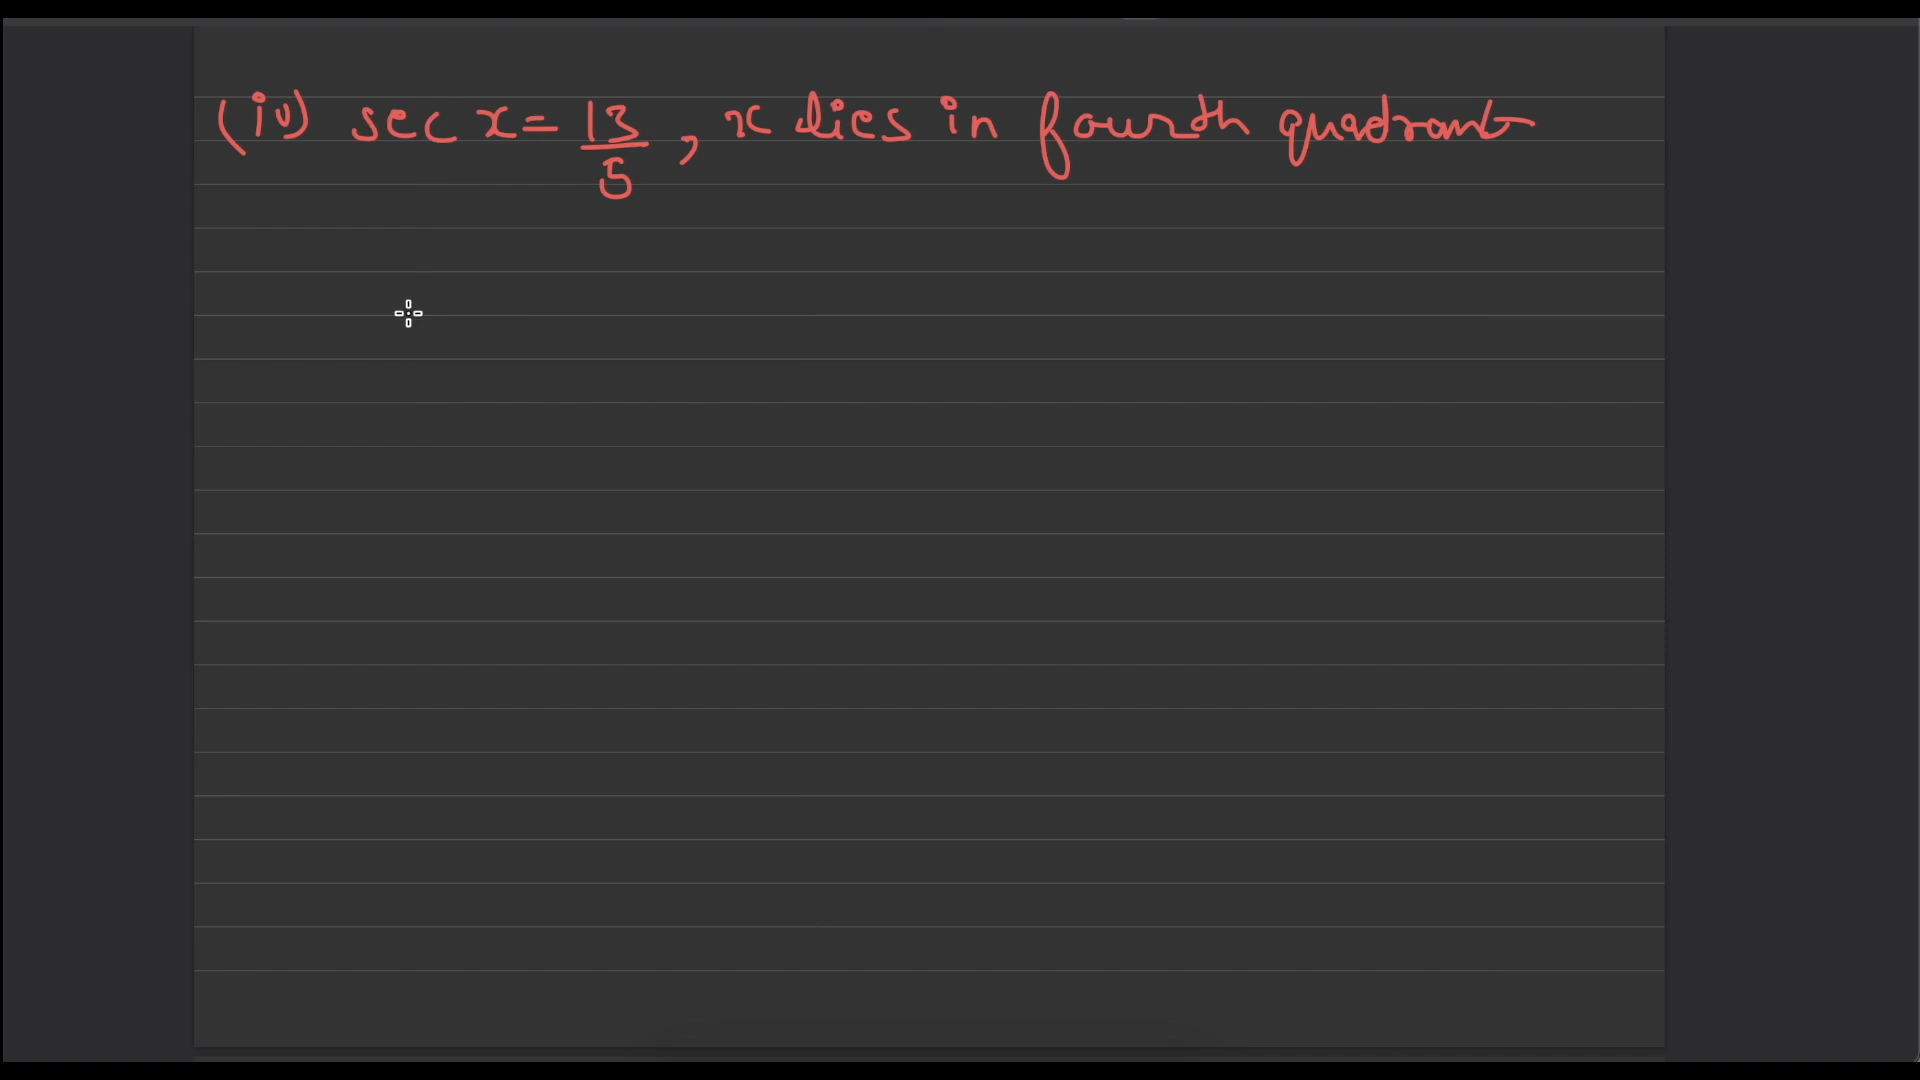 (iv) sec x = 13/5, x lies in fourth quadrant